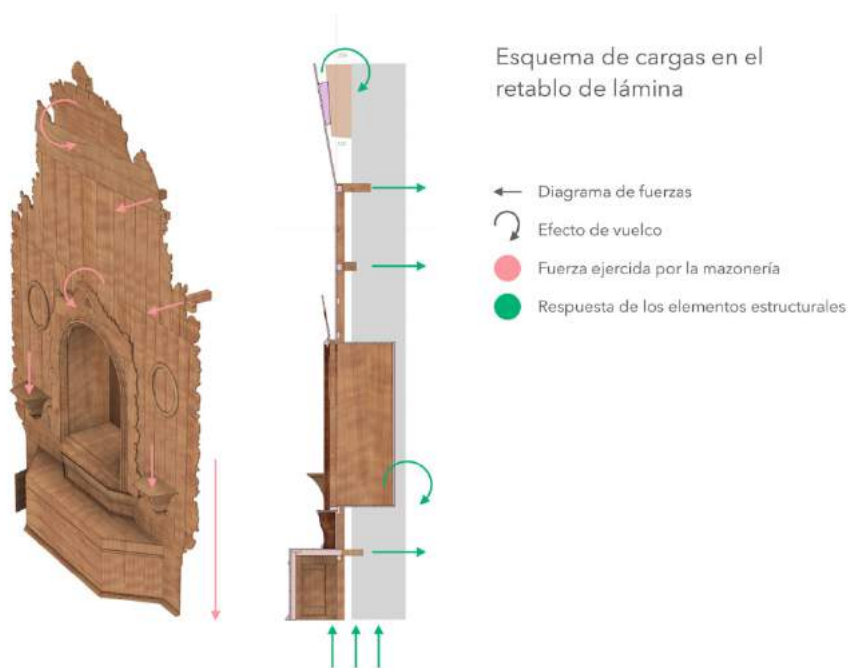 Esquema de cargas en el
retablo de lámina
Diagrama de fuerzas
Efecto de vuelco
Fuerza ejercida por la mazonería
Respuesta de los elementos estructurales